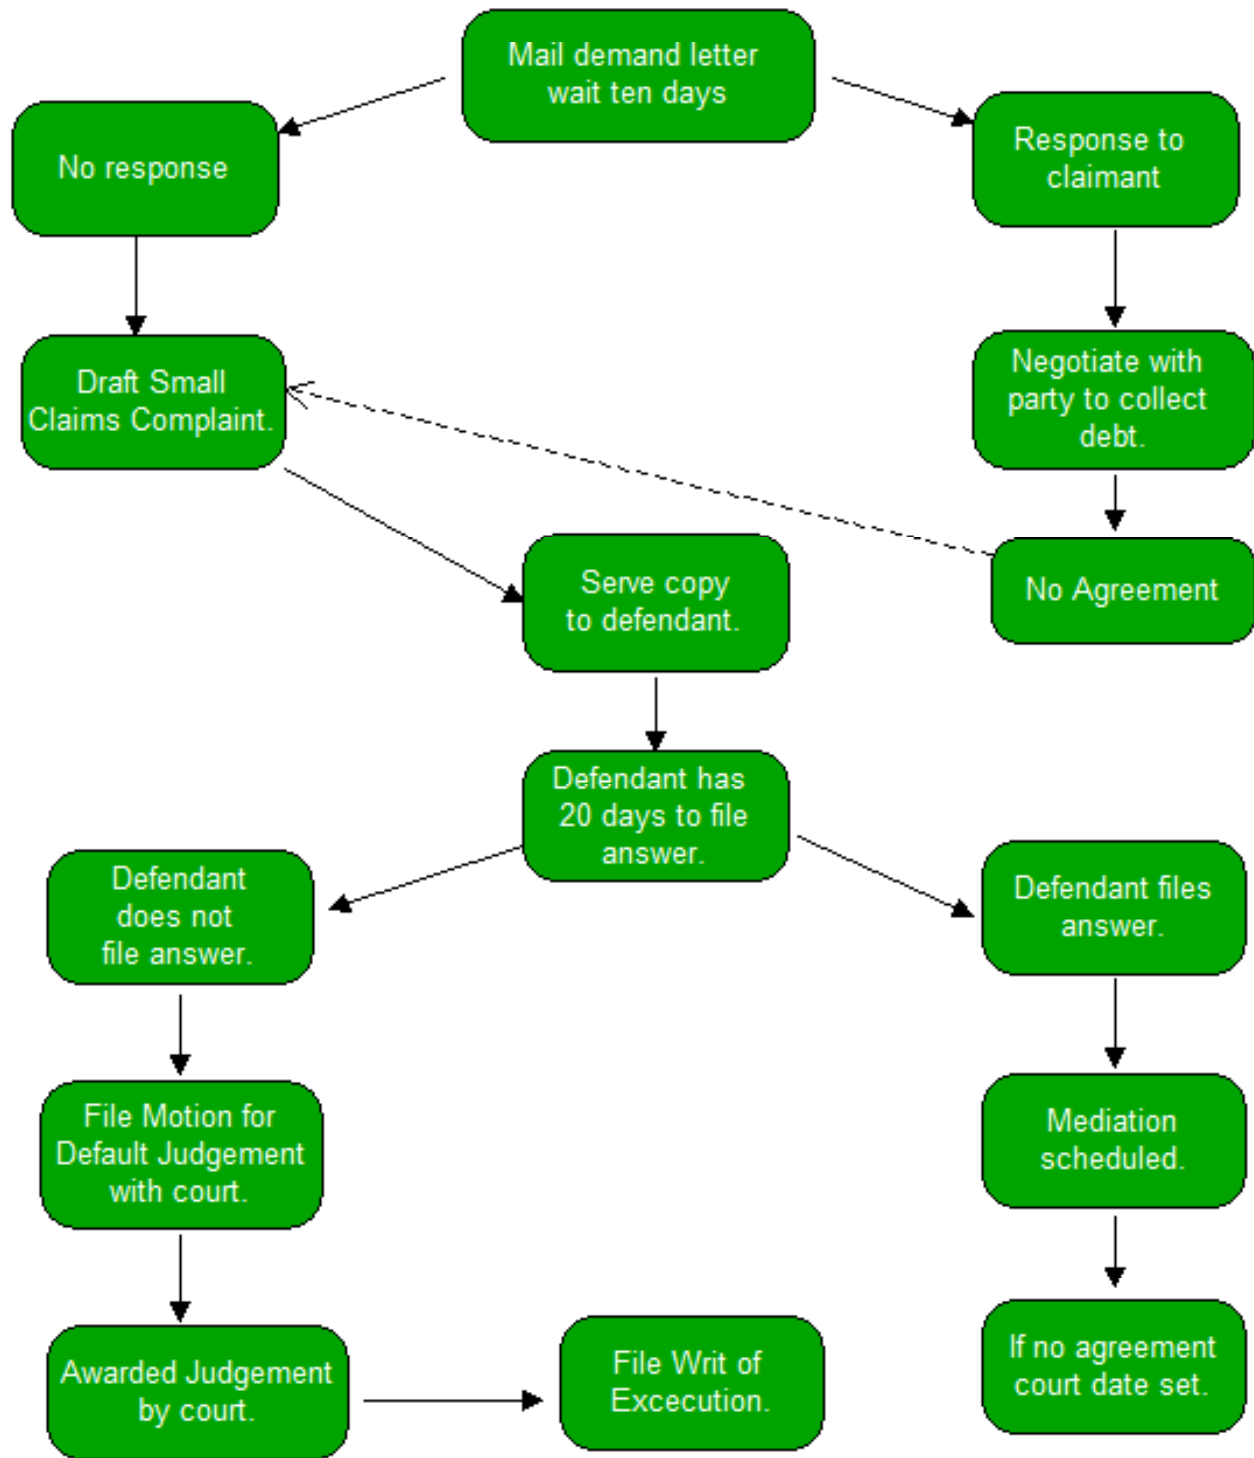 Mail demand letter
wait ten days
No response
Response to
claimant
Draft Small
Claims Complaint.
Negotiate with
party to collect
debt.
Serve copy
to defendant.
No Agreement
Defendant has
20 days to file
answer.
Defendant
does not
file answer.
Defendant files
answer.
File Motion for
Default Judgement
with court.
Mediation
scheduled.
Awarded Judgement
by court.
File Writ of
Excecution.
If no agreement
court date set.